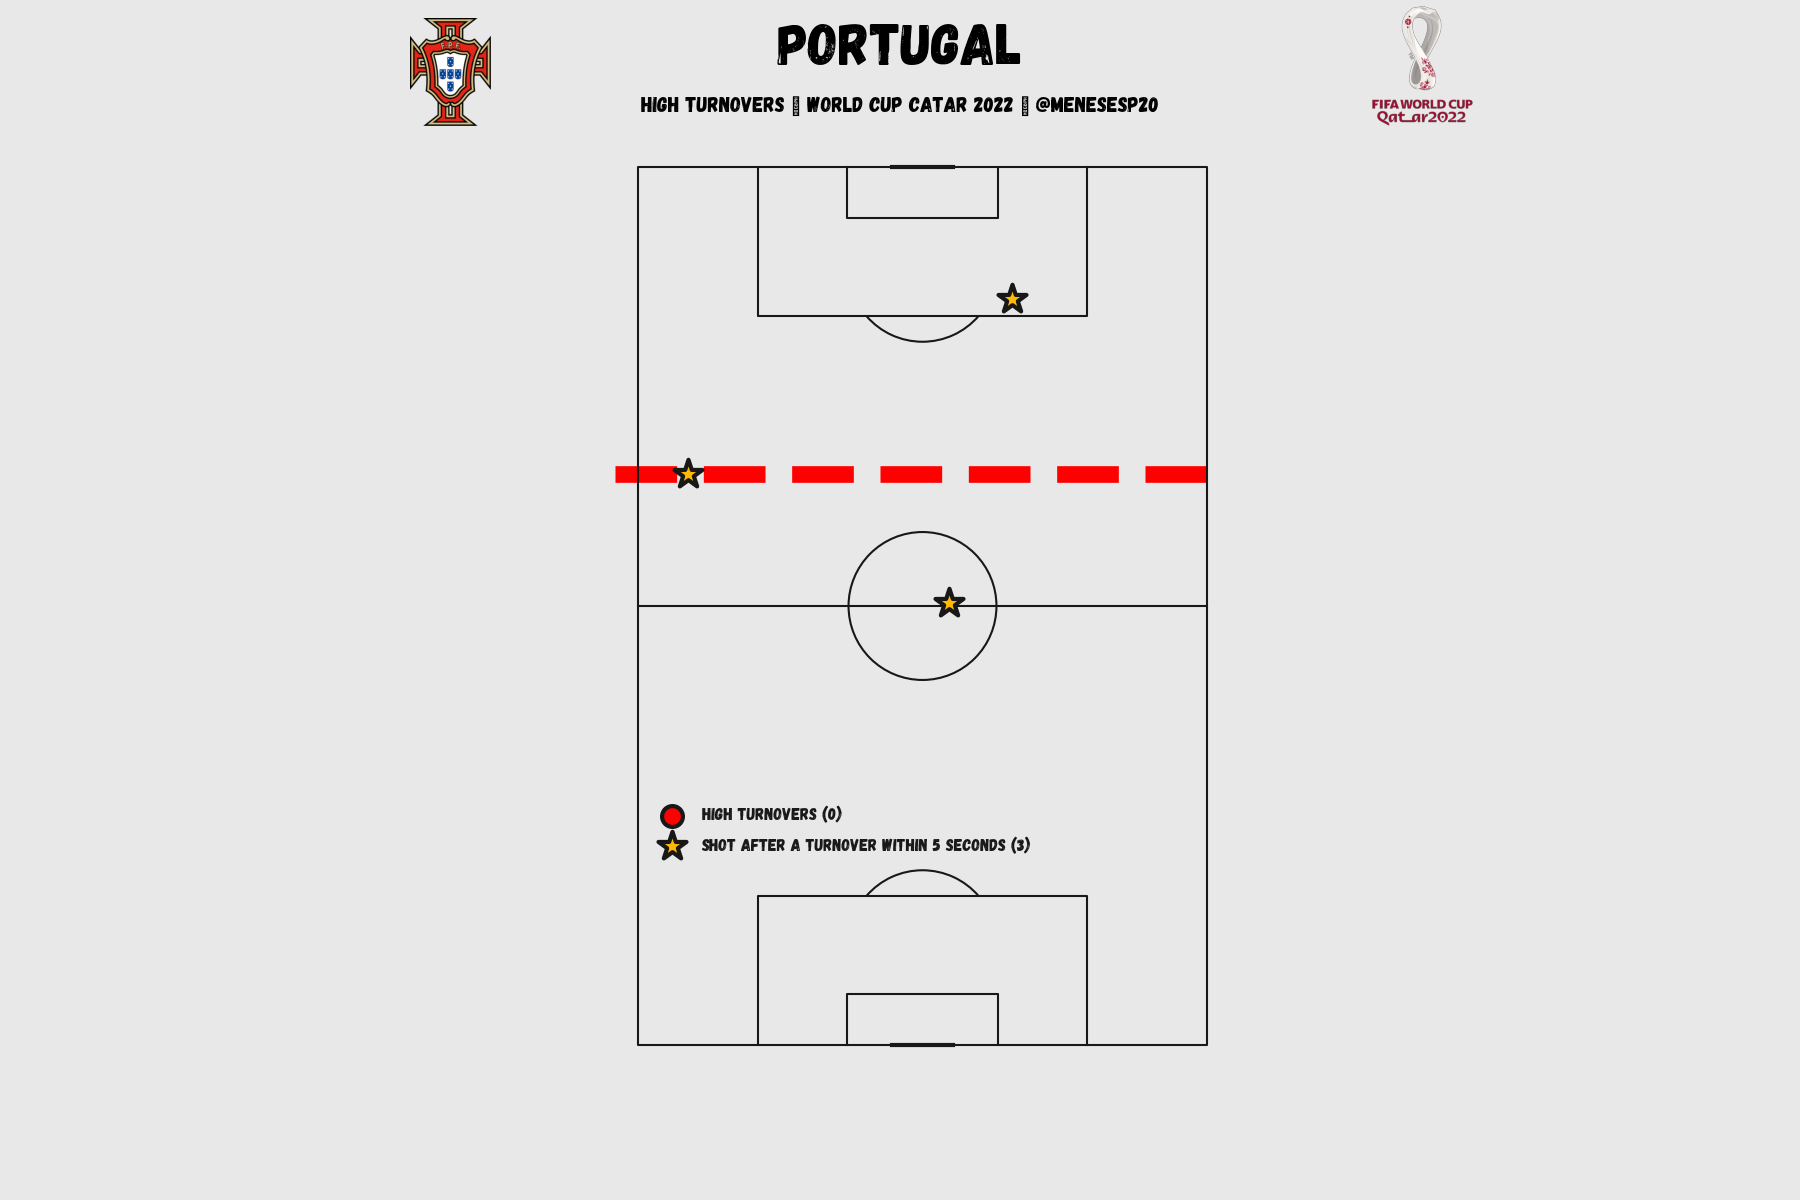 F.P.F.
PORTUGAL
HIGH TURNOVERS ▯ WORLD CUP CATAR 2022 ▯ @MENESESP20
FIFA WORLD CUP
Qatar2022
HIGH TURNOVERS (0)
SHOT AFTER A TURNOVER WITHIN 5 SECONDS (3)